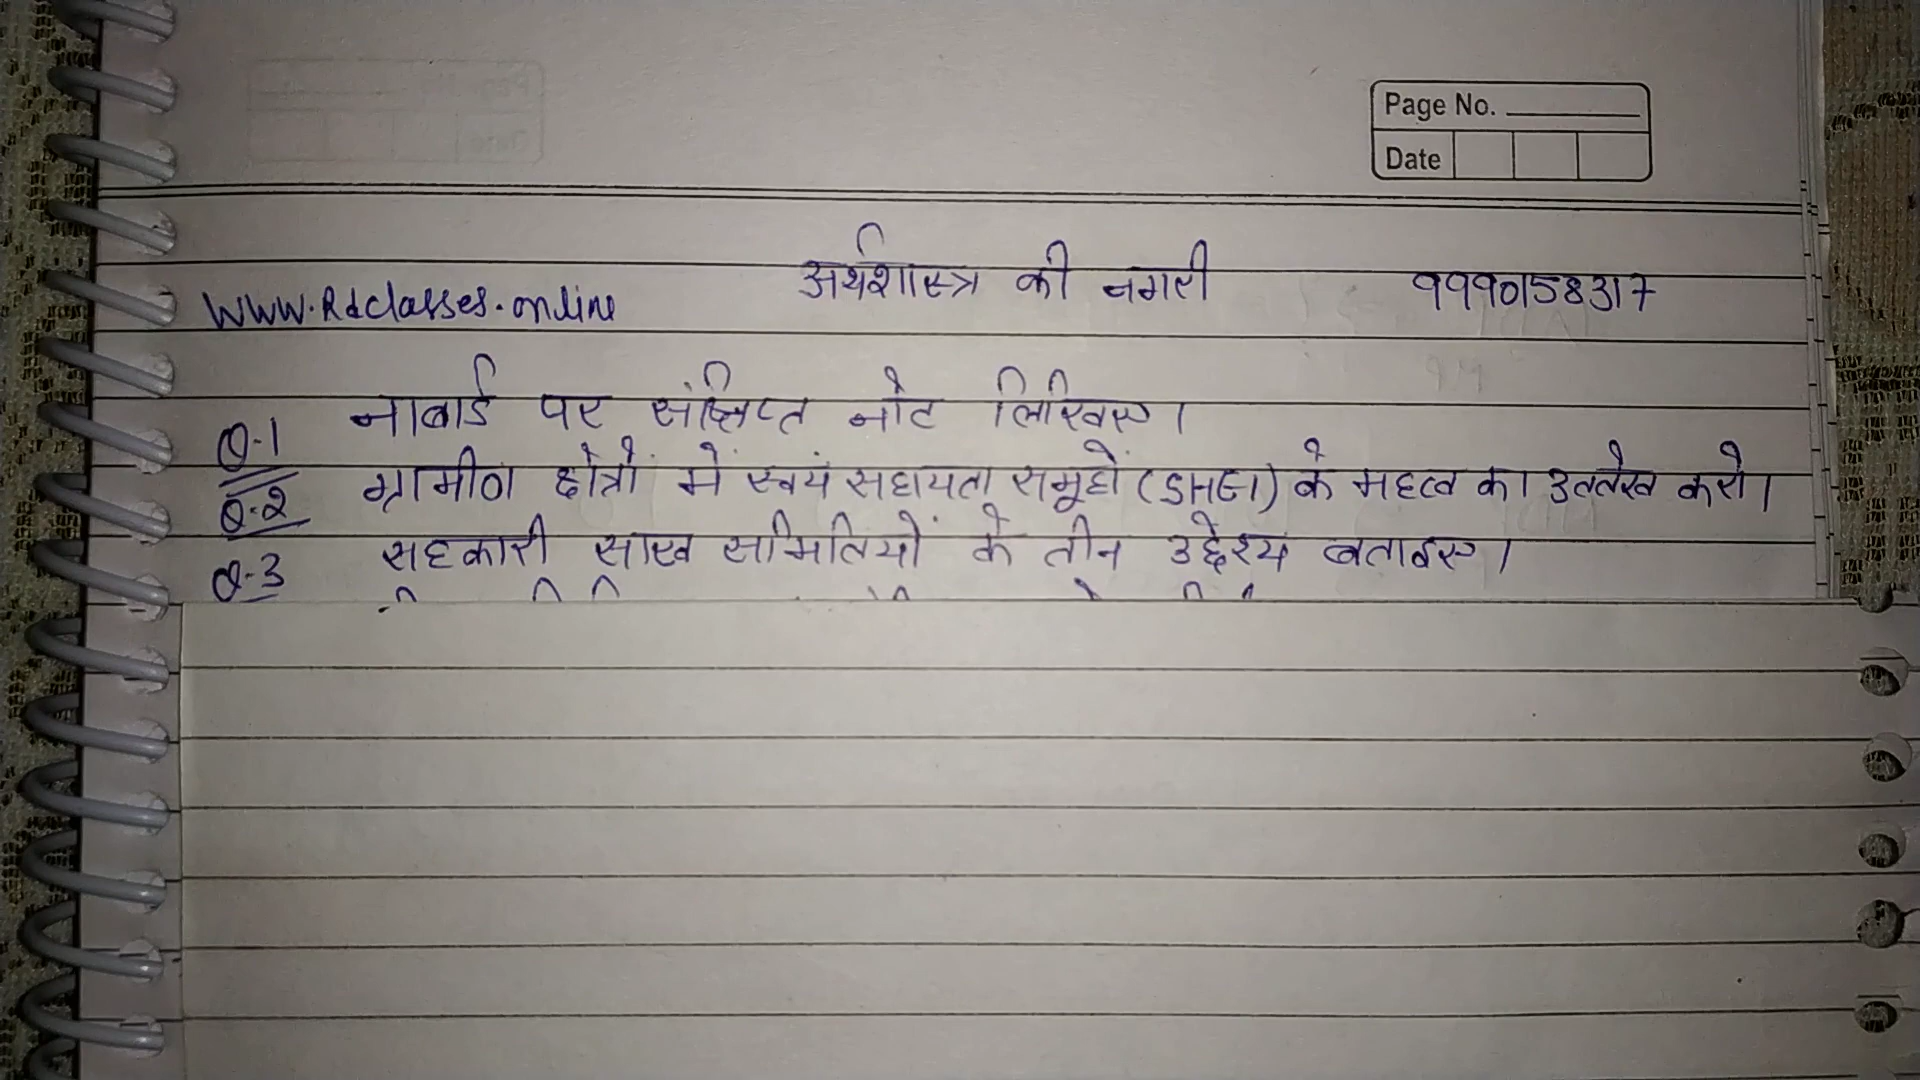 Page No.
Date
www.Rdclasses.online अर्थशास्त्र की नगरी 9990158317
Q.1 नाबार्ड पर संक्षिप्त नोट लिखिए।
Q.2 ग्रामीण क्षेत्रों में स्वयं सहायता समूहों (SHG) के महत्व का उल्लेख करो।
Q.3 सहकारी साख समितियों के तीन उद्देश्य बताइए।